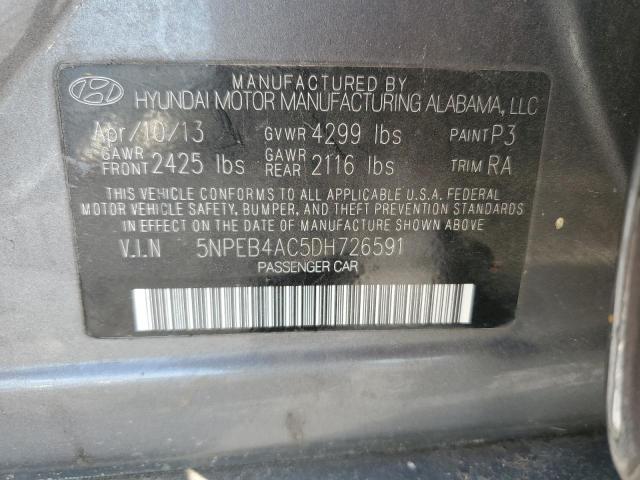 MANUFACTURED BY
HYUNDAI MOTOR MANUFACTURING ALABAMA, LLC
Apr/10/13 GVWR 4299 lbs PAINT P3
GAWR FRONT 2425 lbs GAWR REAR 2116 lbs TRIM RA
THIS VEHICLE CONFORMS TO ALL APPLICABLE U.S.A. FEDERAL
MOTOR VEHICLE SAFETY, BUMPER, AND THEFT PREVENTION STANDARDS
IN EFFECT ON THE DATE OF MANUFACTURE SHOWN ABOVE
V.I.N 5NPEB4AC5DH726591
PASSENGER CAR